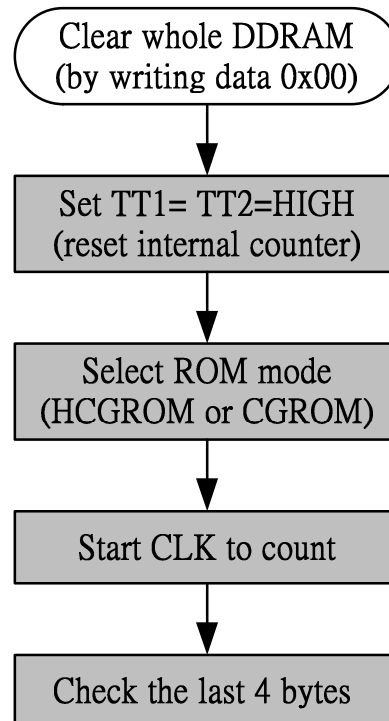 Clear whole DDRAM
(by writing data 0x00)
Set TT1= TT2=HIGH
(reset internal counter)
Select ROM mode
(HCGROM or CGROM)
Start CLK to count
Check the last 4 bytes